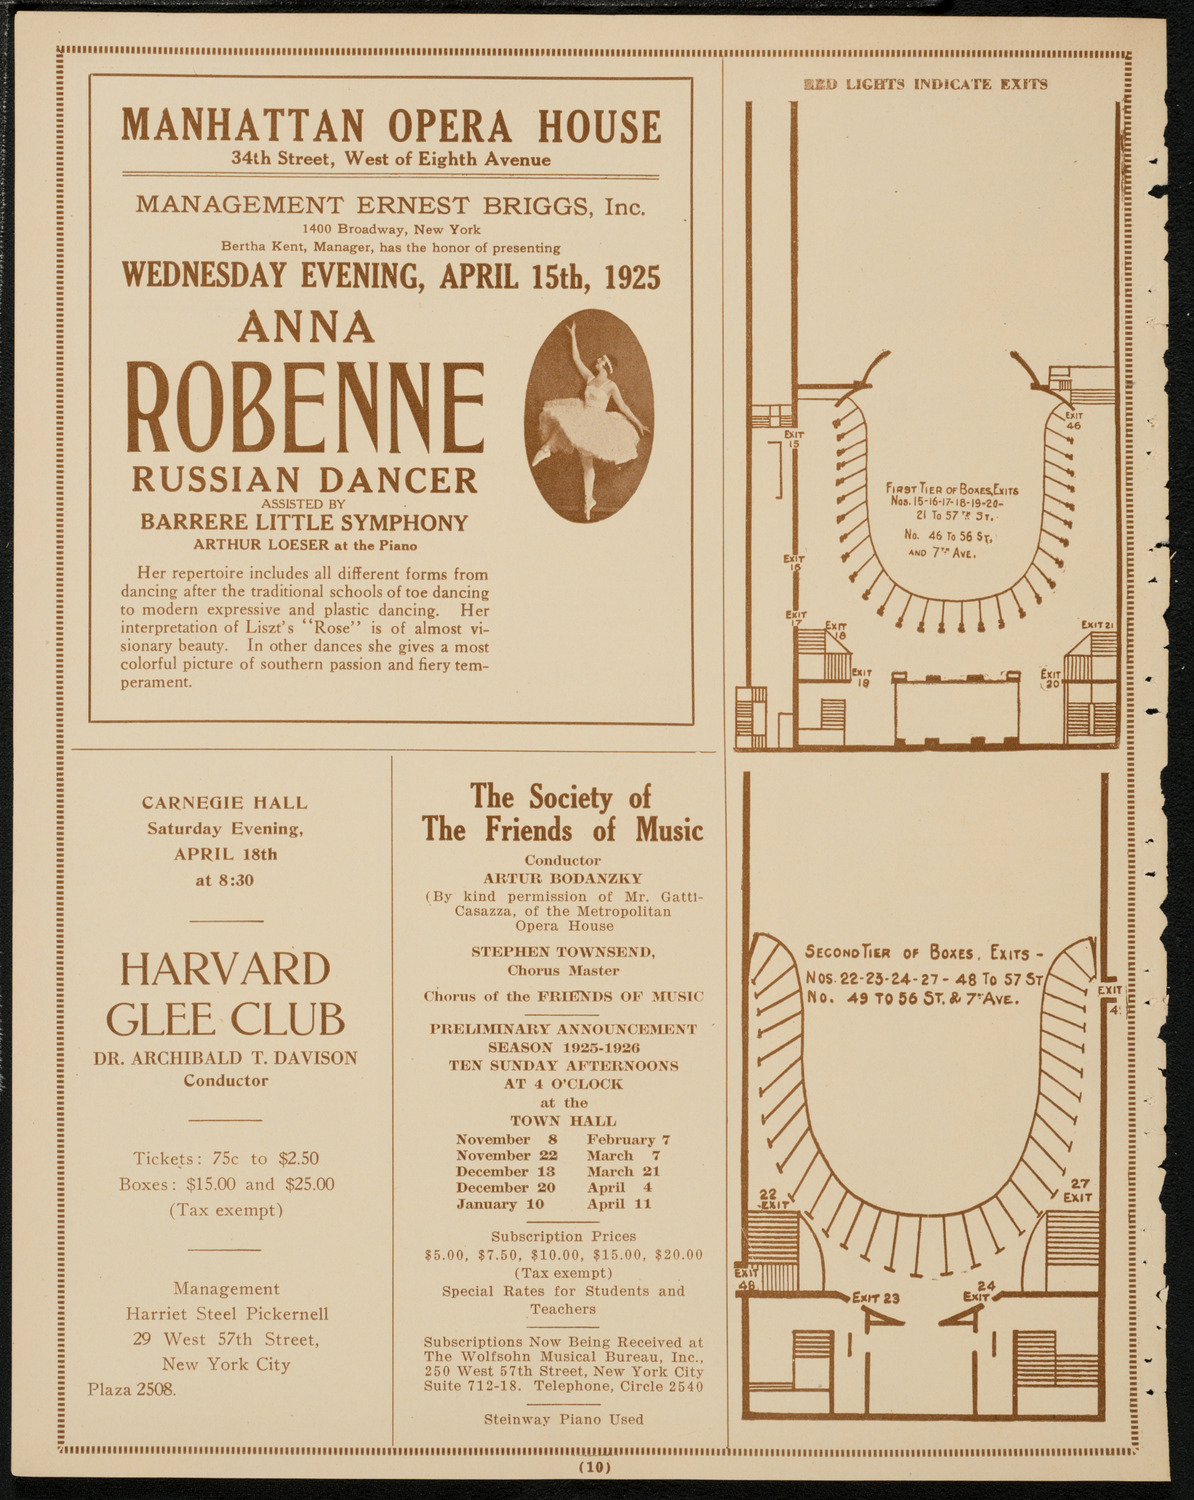 MANHATTAN OPERA HOUSE
34th Street, West of Eighth Avenue
MANAGEMENT ERNEST BRIGGS, Inc.
1400 Broadway, New York
Bertha Kent, Manager, has the honor of presenting
WEDNESDAY EVENING, APRIL 15th, 1925
ANNA
ROBENNE
RUSSIAN DANCER
ASSISTED BY
BARRERE LITTLE SYMPHONY
ARTHUR LOESER at the Piano
Her repertoire includes all different forms from
dancing after the traditional schools of toe dancing
to modern expressive and plastic dancing. Her
interpretation of Liszt's "Rose" is of almost vi-
sionary beauty. In other dances she gives a most
colorful picture of southern passion and fiery tem-
perament.
CARNEGIE HALL
Saturday Evening,
APRIL 18th
at 8:30
HARVARD
GLEE CLUB
DR. ARCHIBALD T. DAVISON
Conductor
Tickets: 75c to $2.50
Boxes: $15.00 and $25.00
(Tax exempt)
Management
Harriet Steel Pickernell
29 West 57th Street,
New York City
Plaza 2508.
The Society of
The Friends of Music
Conductor
ARTUR BODANZKY
(By kind permission of Mr. Gatti-
Casazza, of the Metropolitan
Opera House
STEPHEN TOWNSEND,
Chorus Master
Chorus of the FRIENDS OF MUSIC
PRELIMINARY ANNOUNCEMENT
SEASON 1925-1926
TEN SUNDAY AFTERNOONS
AT 4 O'CLOCK
at the
TOWN HALL
November 8 February 7
November 22 March 7
December 13 March 21
December 20 April 4
January 10 April 11
Subscription Prices
$5.00, $7.50, $10.00, $15.00, $20.00
(Tax exempt)
Special Rates for Students and
Teachers
Subscriptions Now Being Received at
The Wolfsohn Musical Bureau, Inc.,
250 West 57th Street, New York City
Suite 712-18. Telephone, Circle 2540
Steinway Piano Used
RED LIGHTS INDICATE EXITS
EXIT
46
EXIT
15
FIRST TIER OF BOXES, EXITS
Nos. 15-16-17-18-19-20-
21 To 57TH ST.
No. 46 To 56 ST,
AND 7TH AVE.
EXIT
16
EXIT
17
EXIT
18
EXIT 21
EXIT
19
EXIT
20
SECOND TIER OF BOXES, EXITS -
NOS. 22-23-24-27- 48 To 57 ST
No. 49 TO 56 ST. & 7T AVE.
EXIT
22
EXIT
27
EXIT
EXIT
48
EXIT 23
24
EXIT
(10)